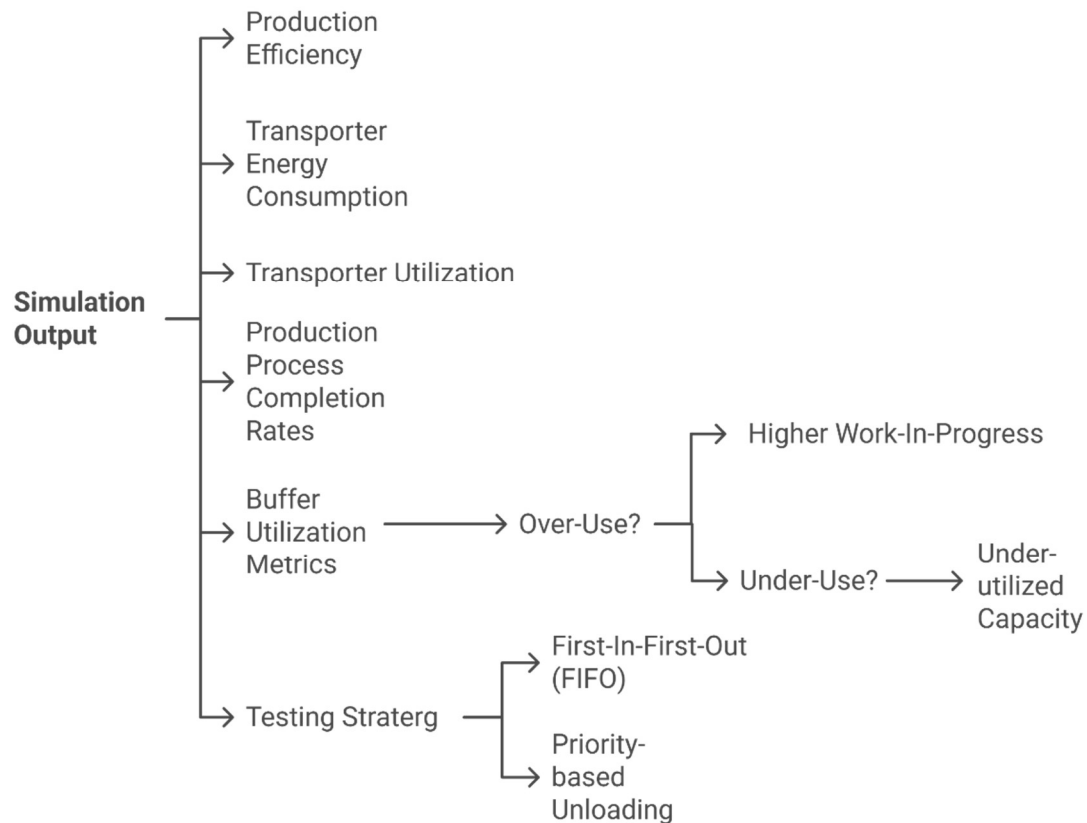 Production
Efficiency
Transporter
Energy
Consumption
Transporter Utilization
Simulation
Output
Production
Process
Completion
Rates
Higher Work-In-Progress
Buffer
Utilization
Metrics
Over-Use?
Under-Use?
Under-
utilized
Capacity
First-In-First-Out
(FIFO)
Testing Straterg
Priority-
based
Unloading